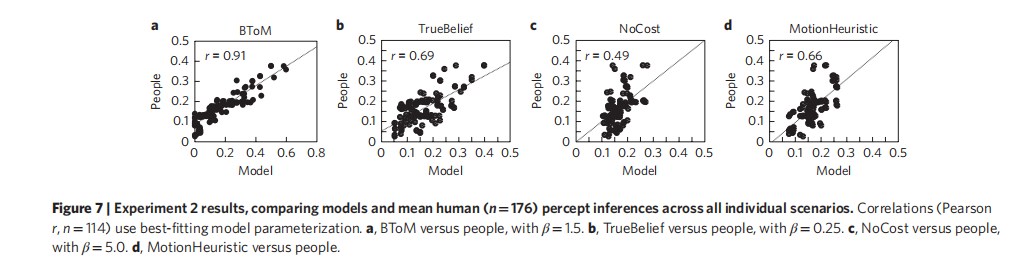 a BToM
b TrueBelief
c NoCost
d MotionHeuristic
0.5 0.4 0.3 0.2 0.1 0
People
r = 0.91
0 0.2 0.4 0.6 0.8
Model
0.5 0.4 0.3 0.2 0.1 0
People
r = 0.69
0 0.1 0.2 0.3 0.4 0.5
Model
0.5 0.4 0.3 0.2 0.1 0
People
r = 0.49
0 0.1 0.2 0.3 0.4 0.5
Model
0.5 0.4 0.3 0.2 0.1 0
People
r = 0.66
0 0.1 0.2 0.3 0.4 0.5
Model
Figure 7 | Experiment 2 results, comparing models and mean human (n = 176) percept inferences across all individual scenarios. Correlations (Pearson
r, n = 114) use best-fitting model parameterization. a, BToM versus people, with β = 1.5. b, TrueBelief versus people, with β = 0.25. c, NoCost versus people,
with β = 5.0. d, MotionHeuristic versus people.